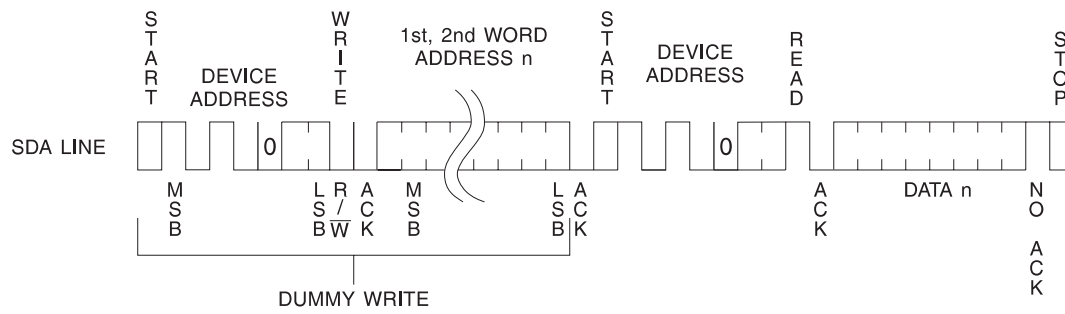 START
WRITE
1st, 2nd WORD
ADDRESS n
START
READ
STOP
DEVICE
ADDRESS
DEVICE
ADDRESS
SDA LINE
0
0
MSB
LSB
R/W
ACK
MSB
LSB
ACK
ACK
DATA n
NO ACK
DUMMY WRITE